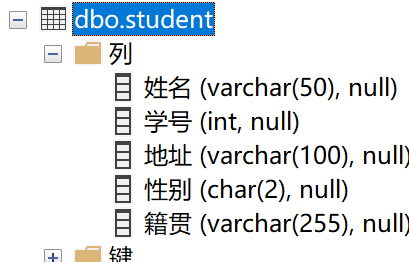 dbo.student
列
姓名 (varchar(50), null)
学号 (int, null)
地址 (varchar(100), null)
性别 (char(2), null)
籍贯 (varchar(255), null)
键